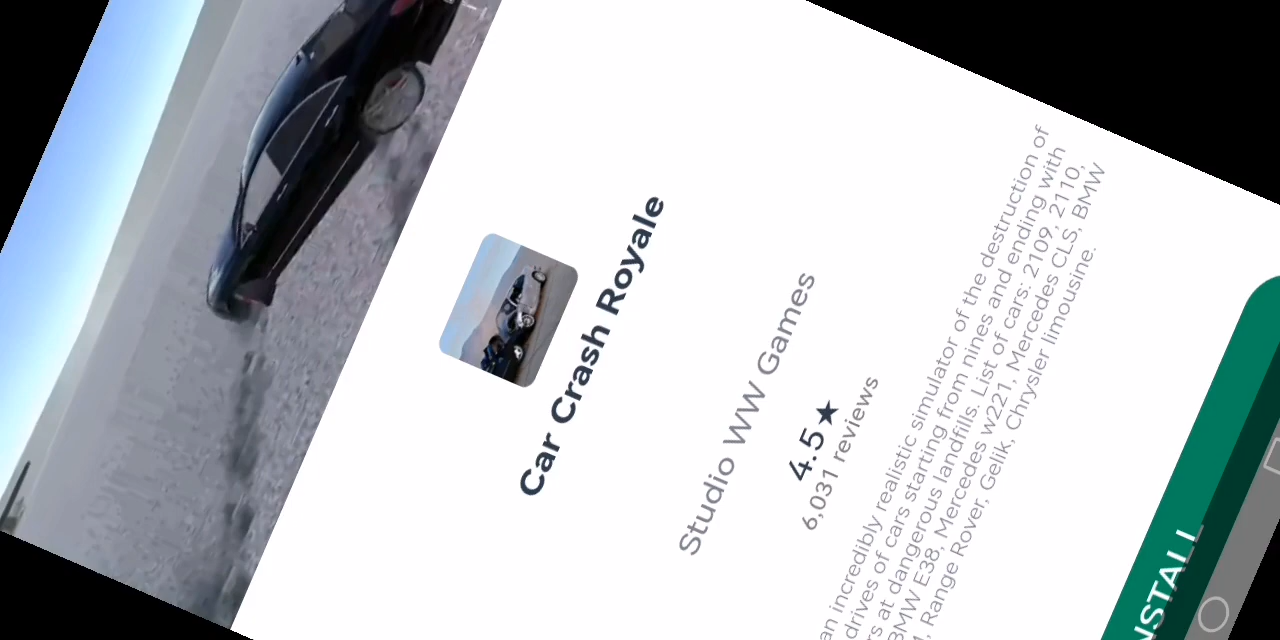 Car Crash Royale
Studio WW Games
4.5★
6,031 reviews
an incredibly realistic simulator of the destruction of
drives of cars starting from nines and ending with
at dangerous landfills. List of cars: 2109, 2110,
BMW E38, Mercedes w221, Mercedes CLS, BMW
Range Rover, Gelik, Chrysler limousine.
NSTALL